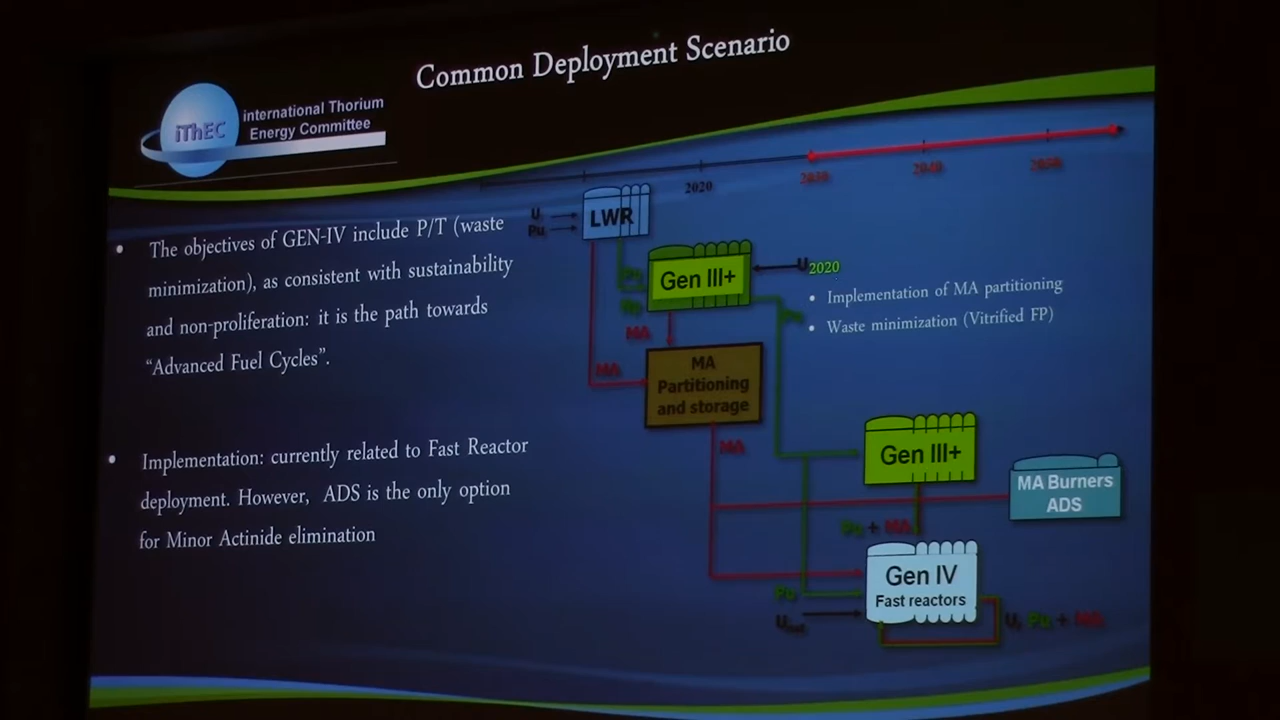 Common Deployment Scenario
iThEC
international Thorium
Energy Committee
2020
2030
2040
2050
• The objectives of GEN-IV include P/T (waste
minimization), as consistent with sustainability
and non-proliferation: it is the path towards
“Advanced Fuel Cycles”.
• Implementation: currently related to Fast Reactor
deployment. However, ADS is the only option
for Minor Actinide elimination
U
Pu
LWR
Gen III+
U
2020
• Implementation of MA partitioning
• Waste minimization (Vitrified FP)
MA
MA
MA
Partitioning
and storage
MA
Gen III+
MA Burners
ADS
Pu + MA
Gen IV
Fast reactors
Pu
U, Pu + MA